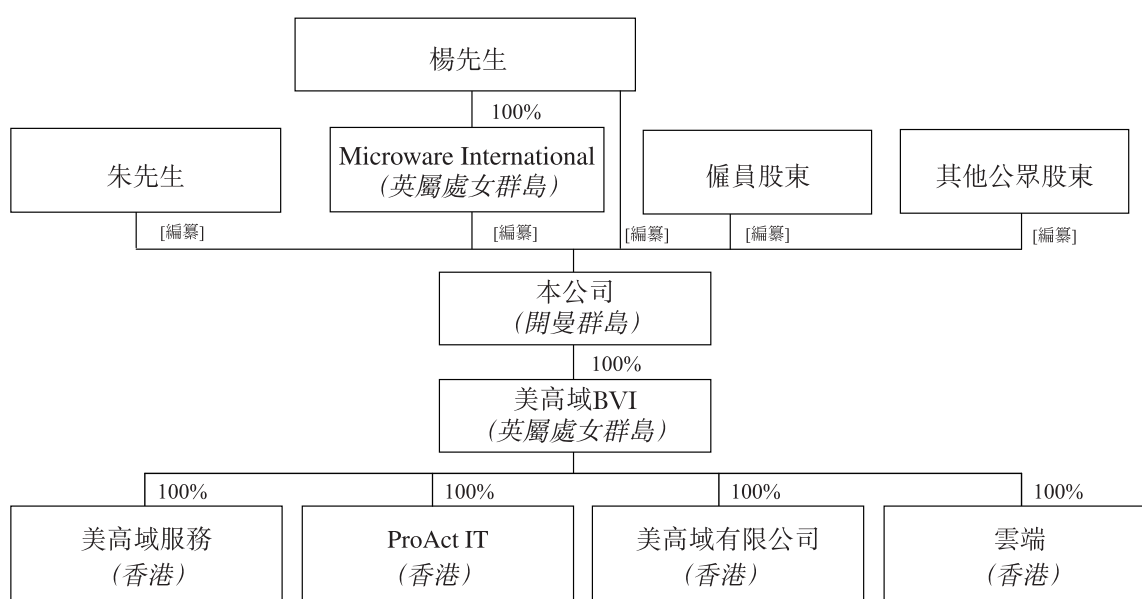 楊先生
100%
朱先生
Microware International
(英屬處女群島)
僱員股東
其他公眾股東
[編纂]
[編纂]
[編纂]
[編纂]
[編纂]
本公司
(開曼群島)
100%
美高域BVI
(英屬處女群島)
100%
100%
100%
100%
美高域服務
(香港)
ProAct IT
(香港)
美高域有限公司
(香港)
雲端
(香港)